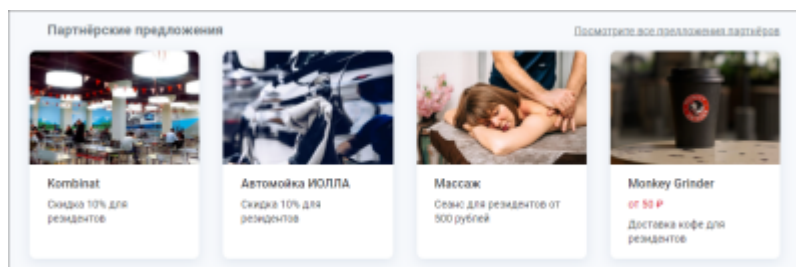 Партнёрские предложения
Посмотрите все предложения партнёров
Kombinat
Скидка 10% для
резидентов
Автомойка ИОЛЛА
Скидка 10% для
резидентов
Массаж
Сеанс для резидентов от
500 рублей
Monkey Grinder
от 50 ₽
Доставка кофе для
резидентов